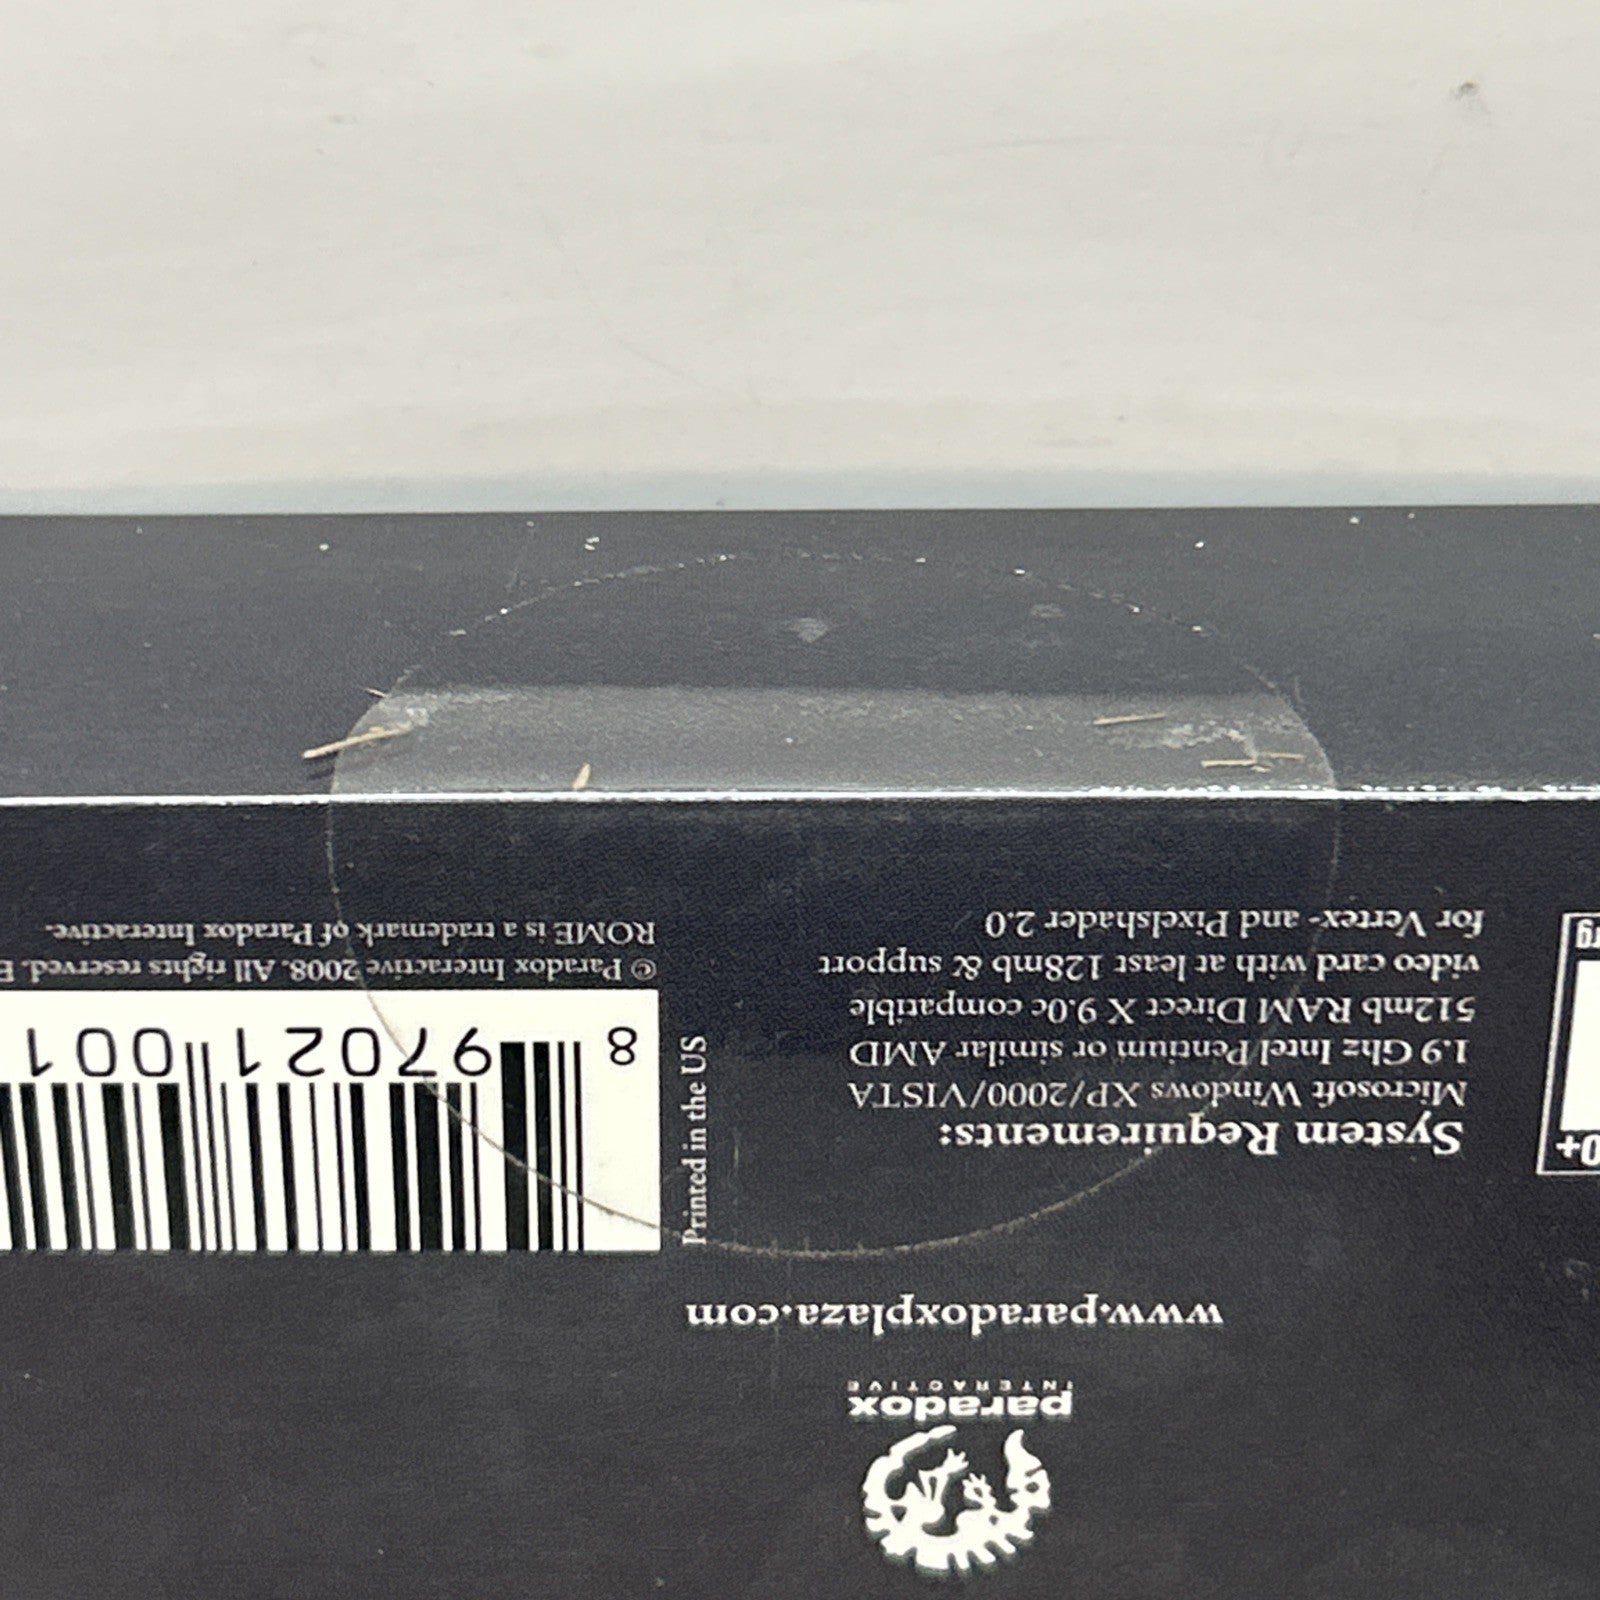 paradox
INTERACTIVE
www.paradoxplaza.com
System Requirements:
Microsoft Windows XP/2000/VISTA
1.9 Ghz Intel Pentium or similar AMD
512mb RAM Direct X 9.0c compatible
video card with at least 128mb & support
for Vertex- and Pixelshader 2.0
Printed in the US
8 97021 001
© Paradox Interactive 2008. All rights reserved. E
ROME is a trademark of Paradox Interactive.
0+
rg